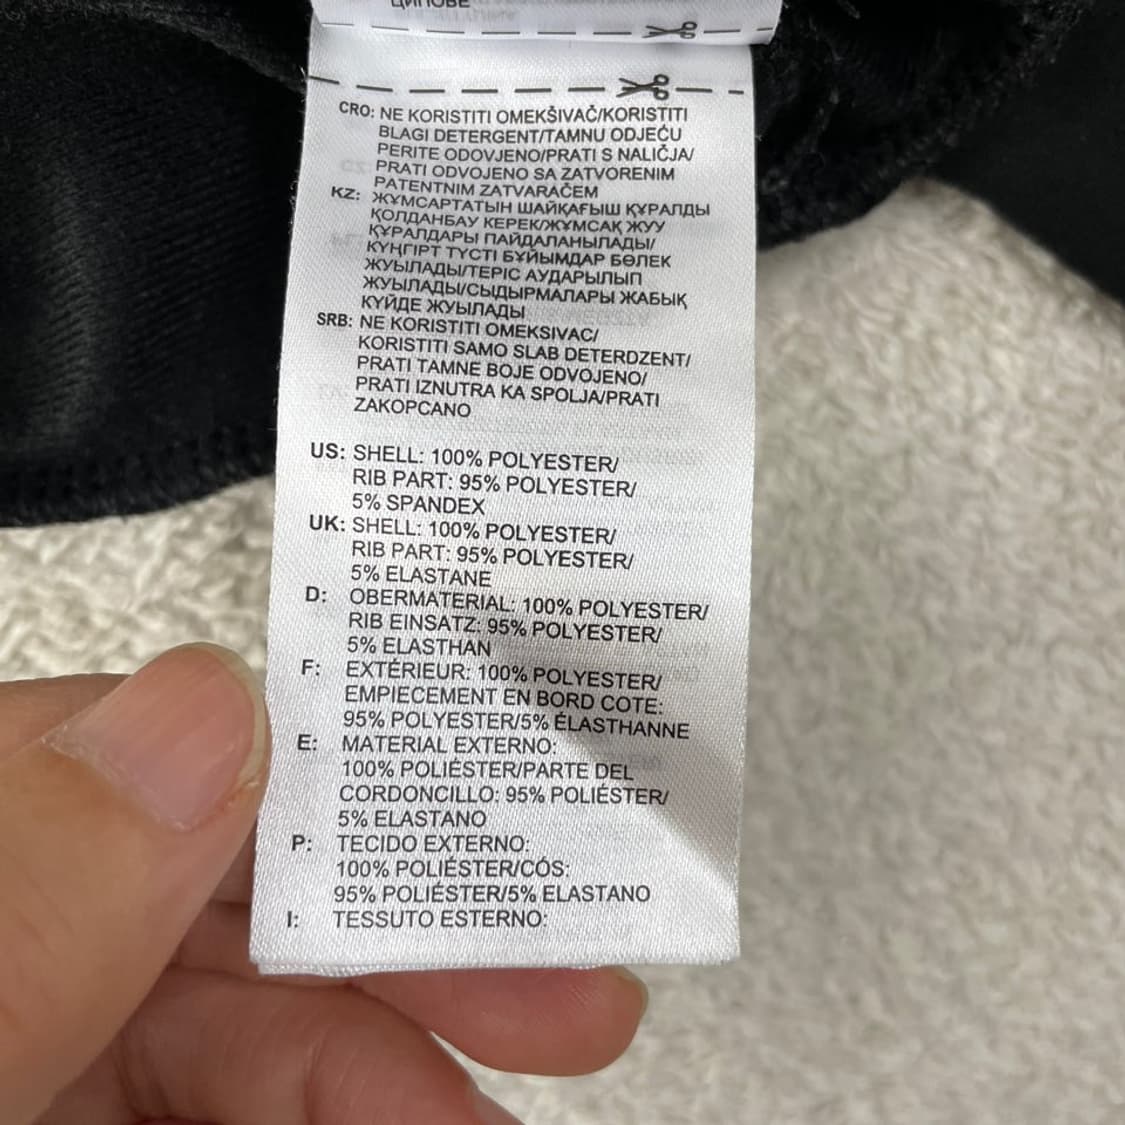 ЦИПОВЕ
CRO: NE KORISTITI OMEKŠIVAČ/KORISTITI
BLAGI DETERGENT/TAMNU ODJEĆU
PERITE ODOVJENO/PRATI S NALIČJA/
PRATI ODVOJENO SA ZATVORENIM
PATENTNIM ZATVARAČEM
KZ: ЖҰМСАРТАТЫН ШАЙҚАҒЫШ ҚҰРАЛДЫ
ҚОЛДАНБАУ КЕРЕК/ЖҰМСАҚ ЖУУ
ҚҰРАЛДАРЫ ПАЙДАЛАНЫЛАДЫ/
КҮҢГІРТ ТҮСТІ БҰЙЫМДАР БӨЛЕК
ЖУЫЛАДЫ/ТЕРІС АУДАРЫЛЫП
ЖУЫЛАДЫ/СЫДЫРМАЛАРЫ ЖАБЫҚ
КҮЙДЕ ЖУЫЛАДЫ
SRB: NE KORISTITI OMEKSIVAC/
KORISTITI SAMO SLAB DETERDZENT/
PRATI TAMNE BOJE ODVOJENO/
PRATI IZNUTRA KA SPOLJA/PRATI
ZAKOPCANO
US: SHELL: 100% POLYESTER/
RIB PART: 95% POLYESTER/
5% SPANDEX
UK: SHELL: 100% POLYESTER/
RIB PART: 95% POLYESTER/
5% ELASTANE
D: OBERMATERIAL: 100% POLYESTER/
RIB EINSATZ: 95% POLYESTER/
5% ELASTHAN
F: EXTÉRIEUR: 100% POLYESTER/
EMPIECEMENT EN BORD COTE:
95% POLYESTER/5% ÉLASTHANNE
E: MATERIAL EXTERNO:
100% POLIÉSTER/PARTE DEL
CORDONCILLO: 95% POLIÉSTER/
5% ELASTANO
P: TECIDO EXTERNO:
100% POLIÉSTER/CÓS:
95% POLIÉSTER/5% ELASTANO
I: TESSUTO ESTERNO: